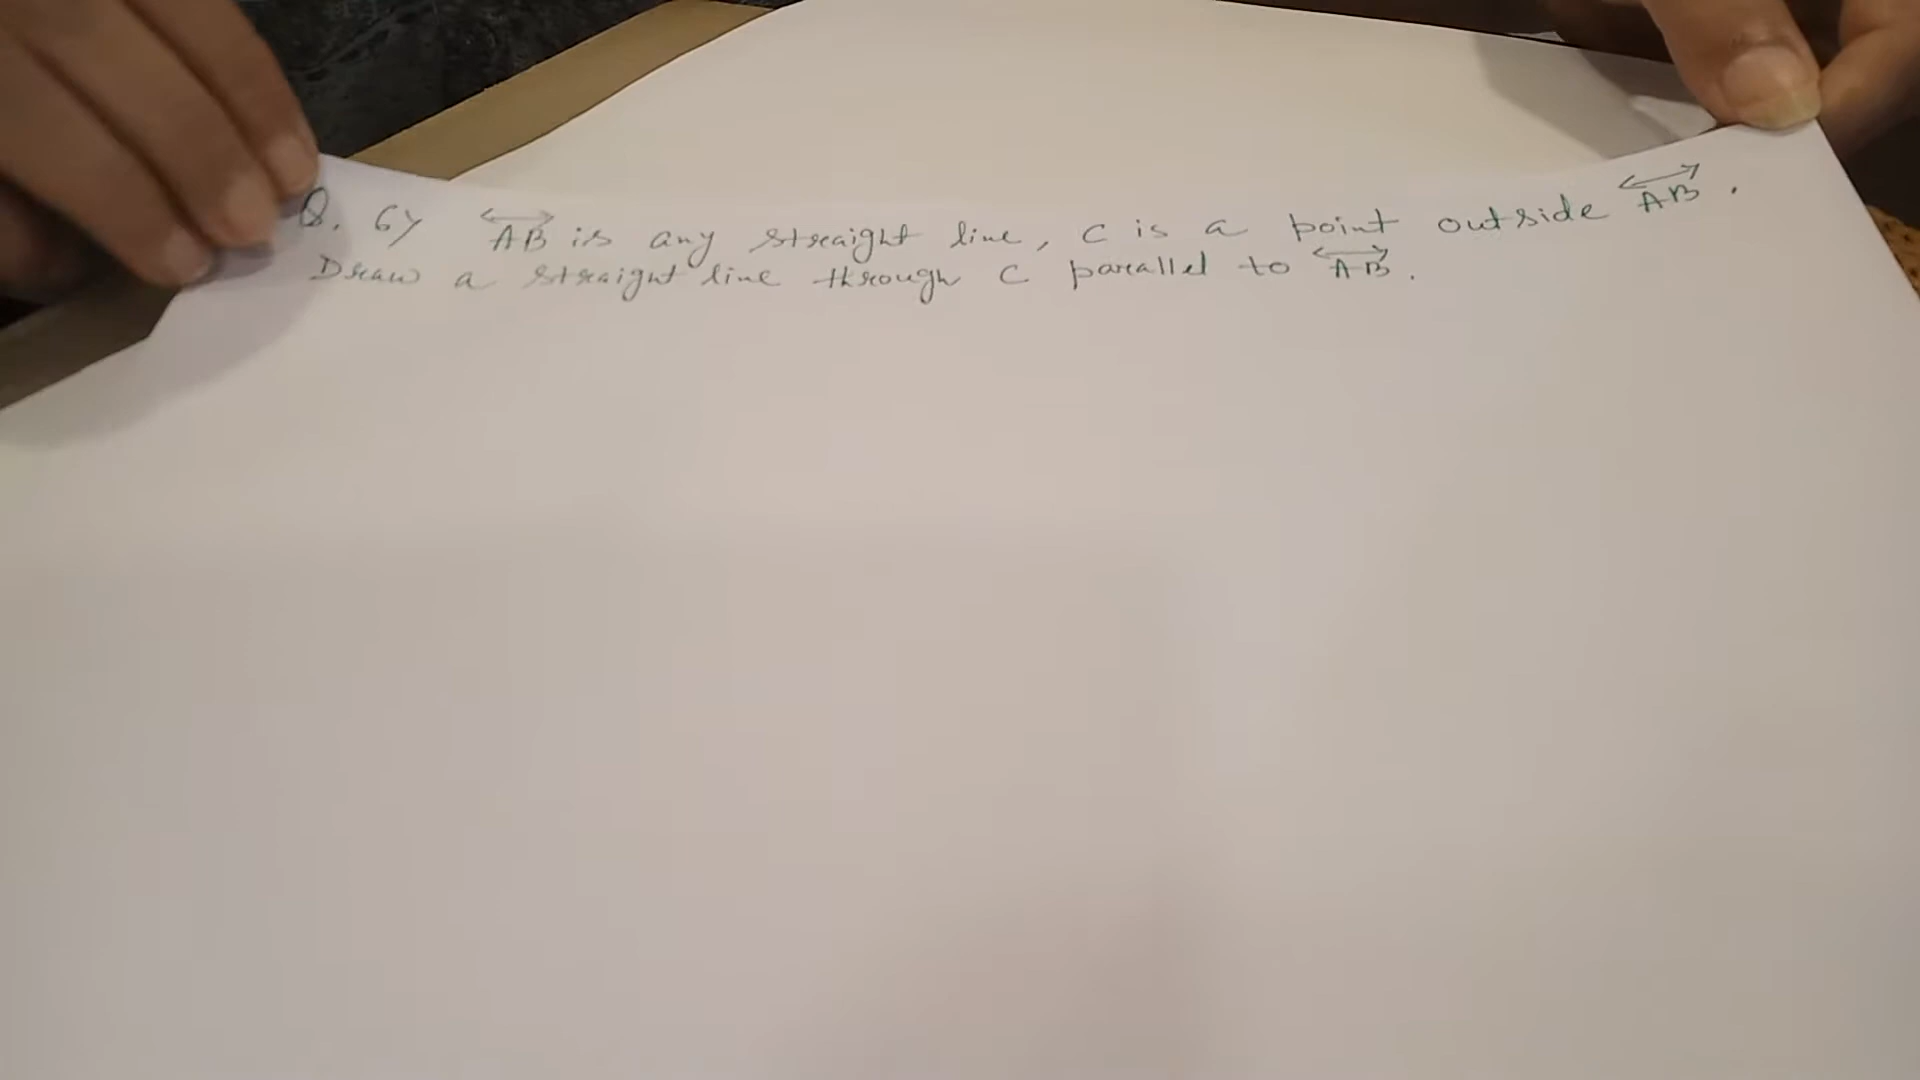 Q. 6) AB is any straight line, C is a point outside AB.
Draw a straight line through C parallel to AB.